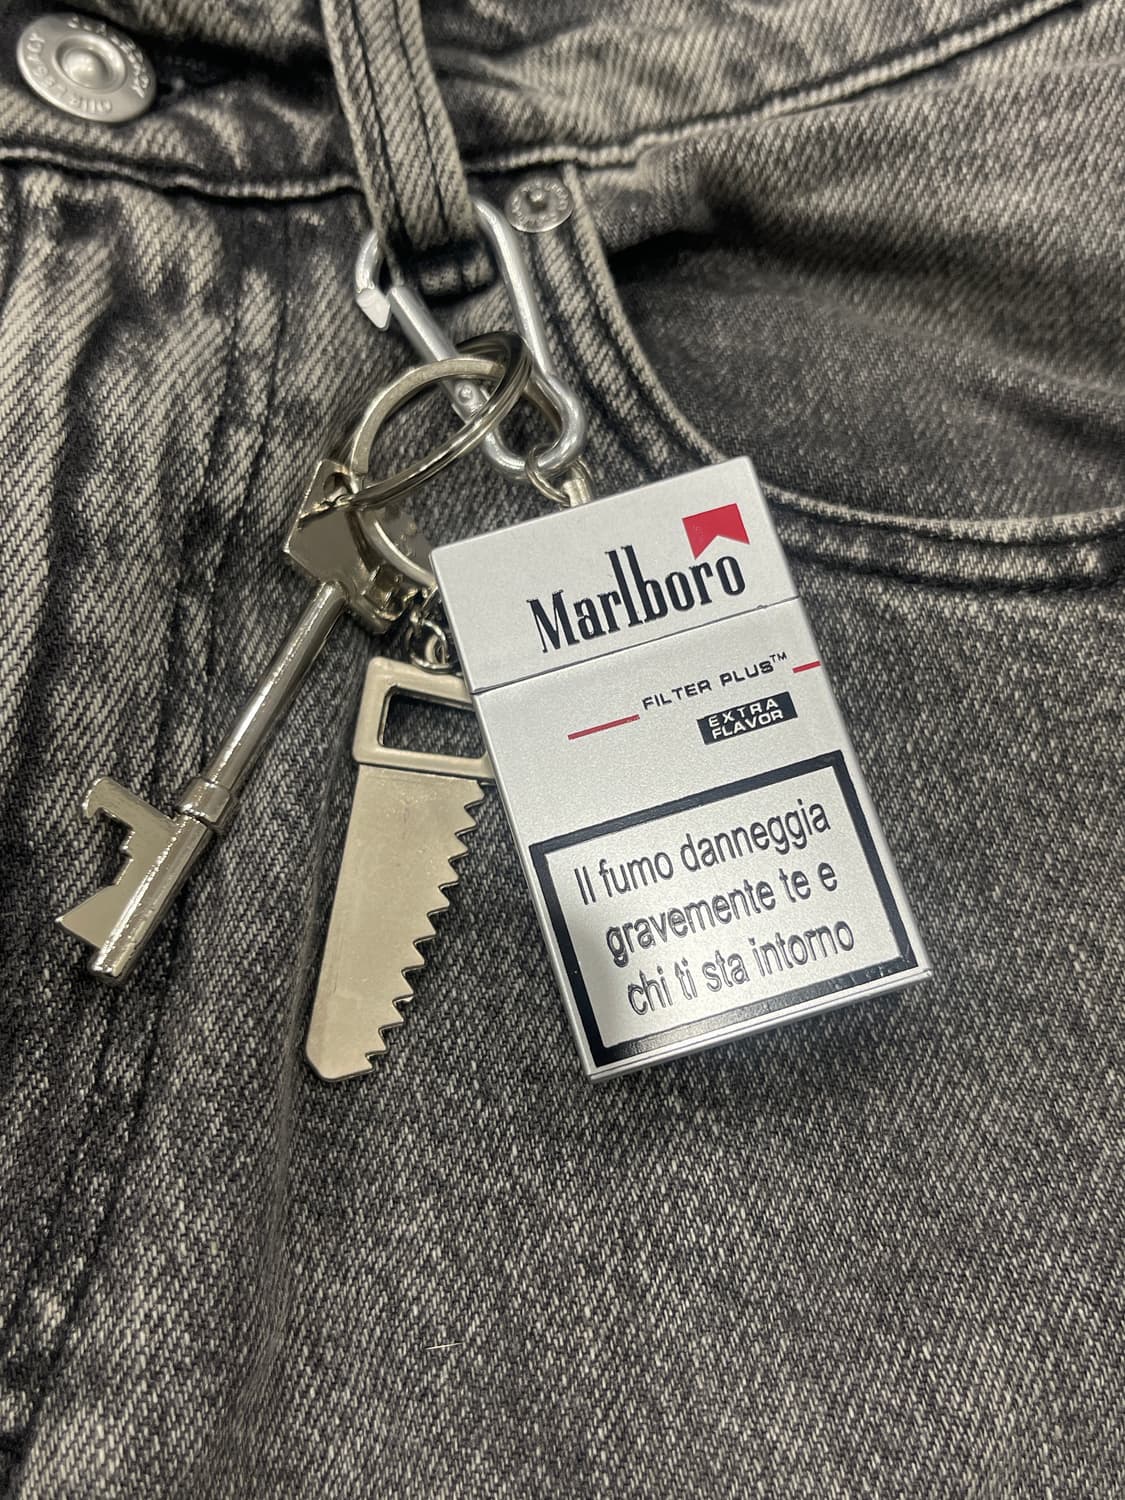 Marlboro
FILTER PLUS™
EXTRA
FLAVOR
Il fumo danneggia
gravemente te e
chi ti sta intorno